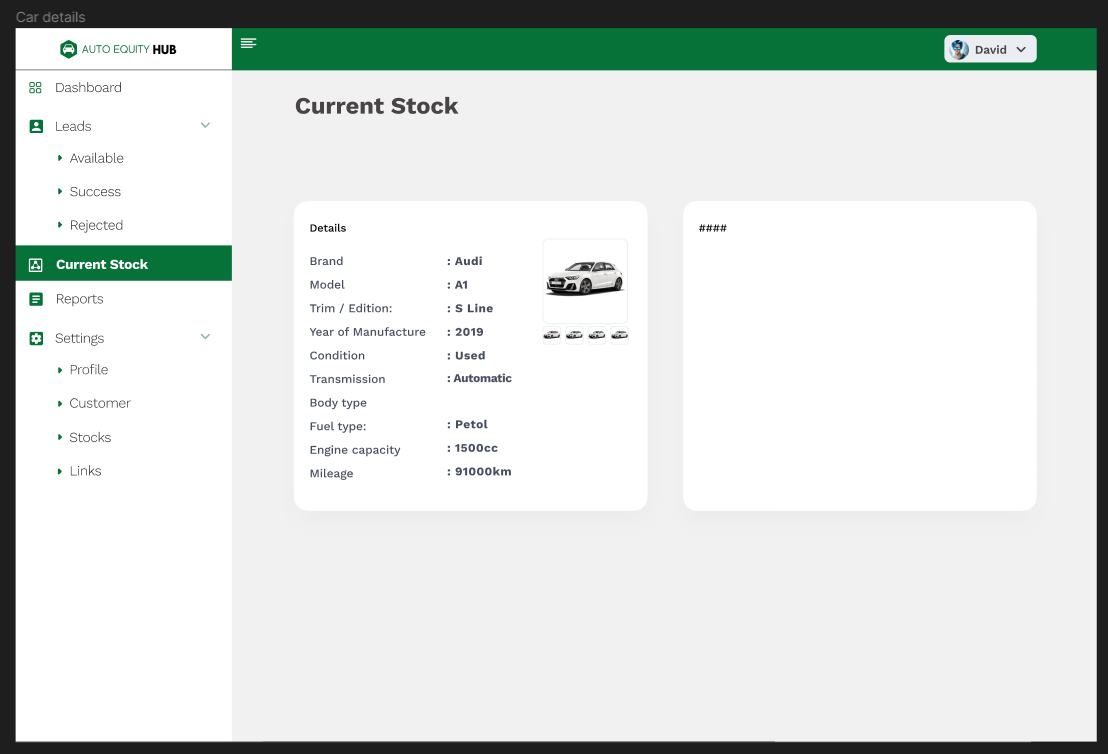 Car details
AUTO EQUITY HUB
David
Dashboard
Leads
Available
Success
Rejected
Current Stock
Reports
Settings
Profile
Customer
Stocks
Links
Current Stock
Details
Brand : Audi
Model : A1
Trim / Edition: : S Line
Year of Manufacture : 2019
Condition : Used
Transmission : Automatic
Body type
Fuel type: : Petol
Engine capacity : 1500cc
Mileage : 91000km
####